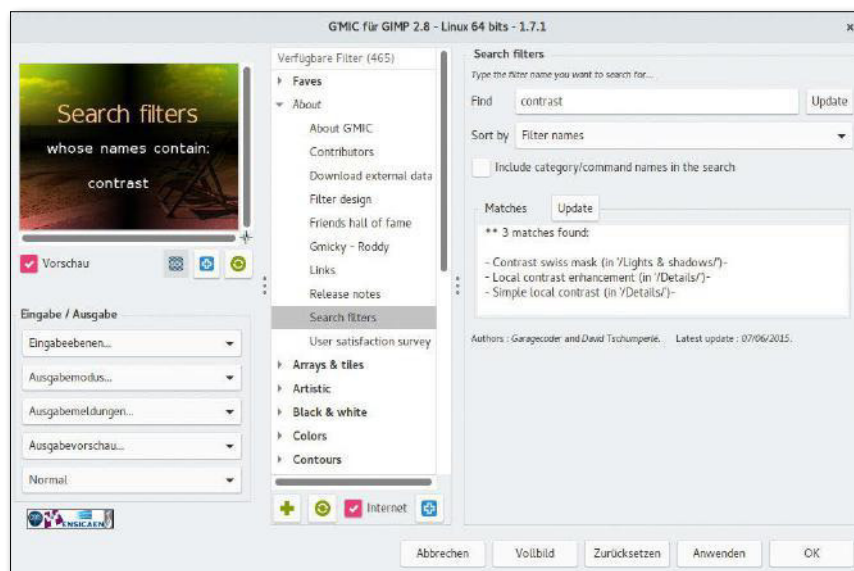 G'MIC für GIMP 2.8 - Linux 64 bits - 1.7.1
Search filters
whose names contain:
contrast
Vorschau
Eingabe / Ausgabe
Eingabeebenen...
Ausgabemodus...
Ausgabemeldungen...
Ausgabevorschau...
Normal
ENSICAEN
Verfügbare Filter (465)
Faves
About
About G'MIC
Contributors
Download external data
Filter design
Friends hall of fame
Gmicky - Roddy
Links
Release notes
Search filters
User satisfaction survey
Arrays & tiles
Artistic
Black & white
Colors
Contours
Internet
Search filters
Type the filter name you want to search for...
Find contrast Update
Sort by Filter names
Include category/command names in the search
Matches Update
** 3 matches found:
- Contrast swiss mask (in '/Lights & shadows/')-
- Local contrast enhancement (in '/Details/')-
- Simple local contrast (in '/Details/')-
Authors : Garagecoder and David Tschumperlé. Latest update : 07/06/2015.
Abbrechen Vollbild Zurücksetzen Anwenden OK